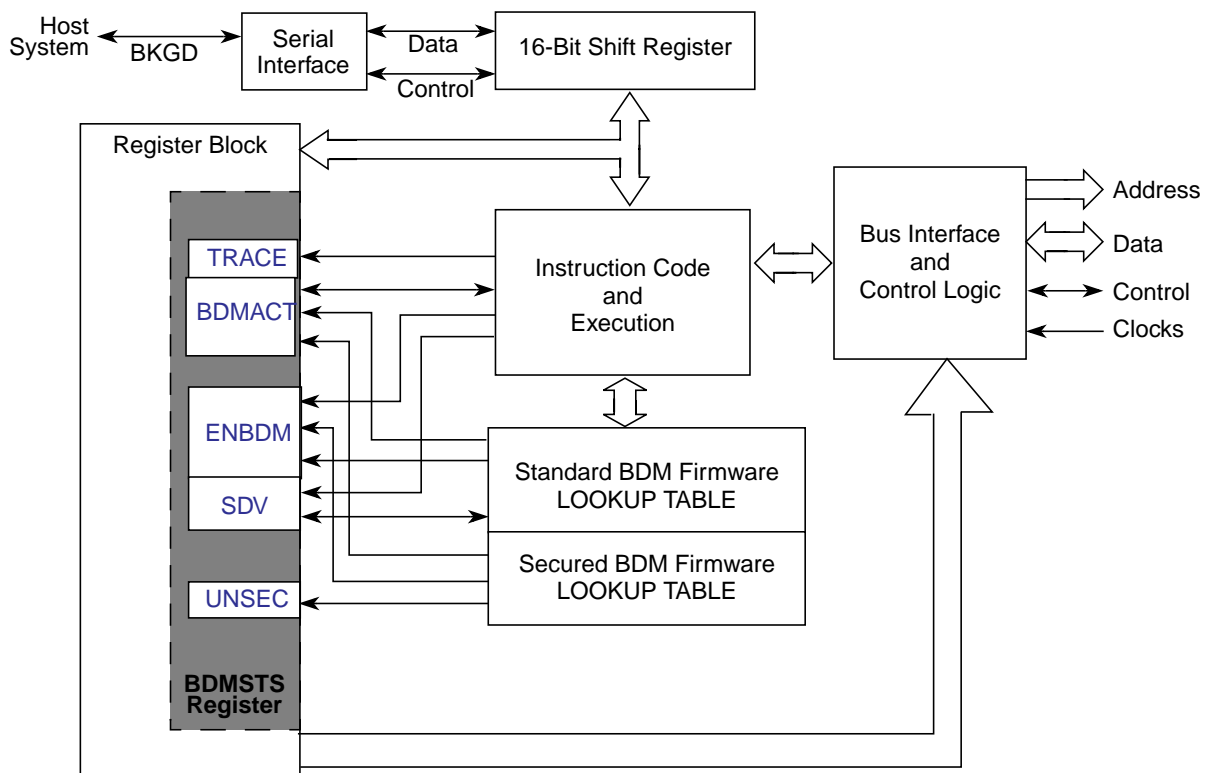 Host
System
BKGD
Serial
Interface
Data
Control
16-Bit Shift Register
Register Block
TRACE
BDMACT
ENBDM
SDV
UNSEC
BDMSTS
Register
Instruction Code
and
Execution
Standard BDM Firmware
LOOKUP TABLE
Secured BDM Firmware
LOOKUP TABLE
Bus Interface
and
Control Logic
Address
Data
Control
Clocks